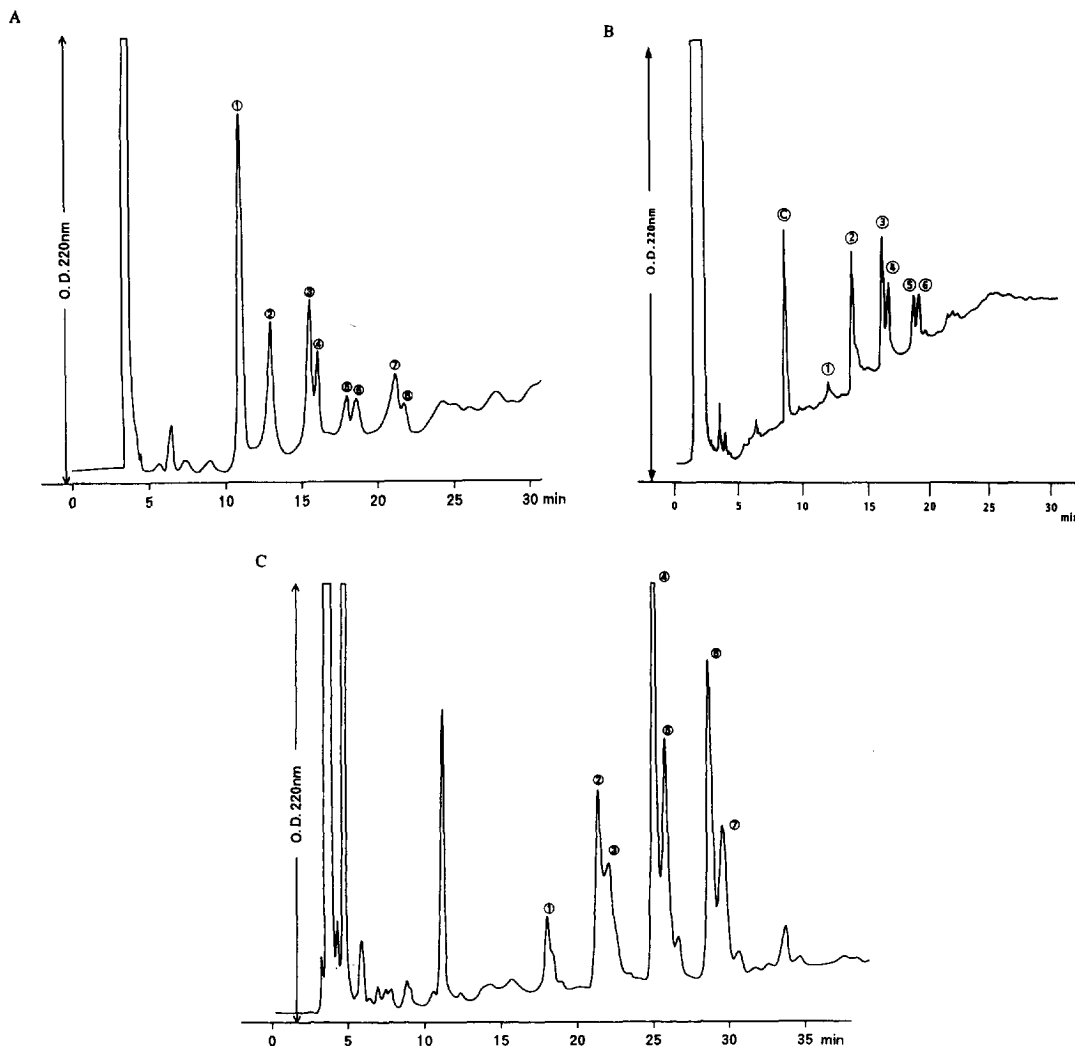 A
O.D.220nm
①
②
③
④
⑤
⑥
⑦
⑧
0 5 10 15 20 25 30 min
B
O.D.220nm
Ⓒ
①
②
③
④
⑤ ⑥
0 5 10 15 20 25 30
min
C
O.D.220nm
①
②
③
④
⑤
⑥
⑦
0 5 10 15 20 25 30 35 min